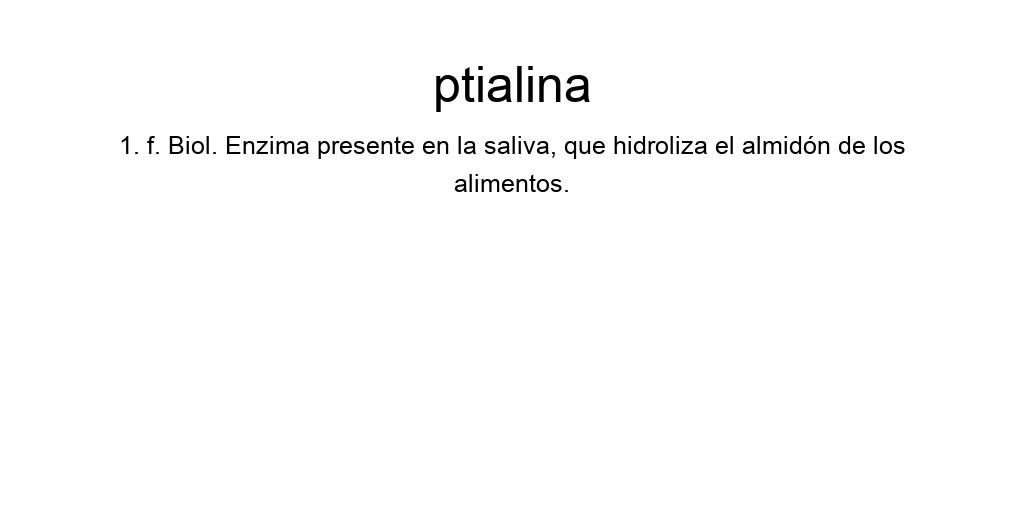 ptialina
1. f. Biol. Enzima presente en la saliva, que hidroliza el almidón de los
alimentos.